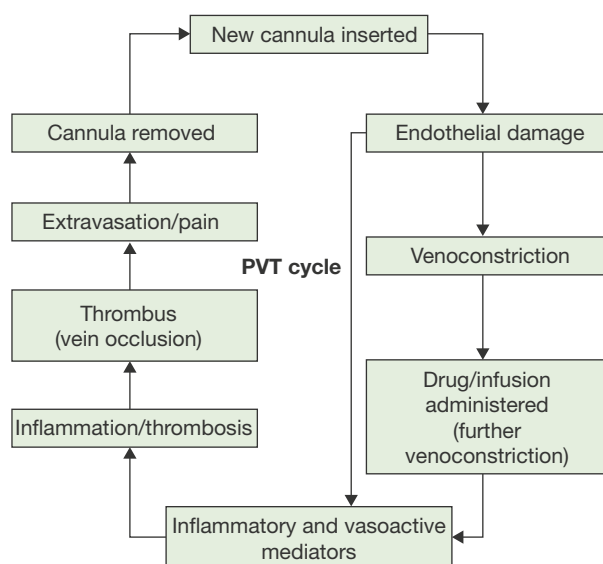 New cannula inserted
Cannula removed
Endothelial damage
Extravasation/pain
PVT cycle
Venoconstriction
Thrombus
(vein occlusion)
Drug/infusion
administered
(further
venoconstriction)
Inflammation/thrombosis
Inflammatory and vasoactive
mediators